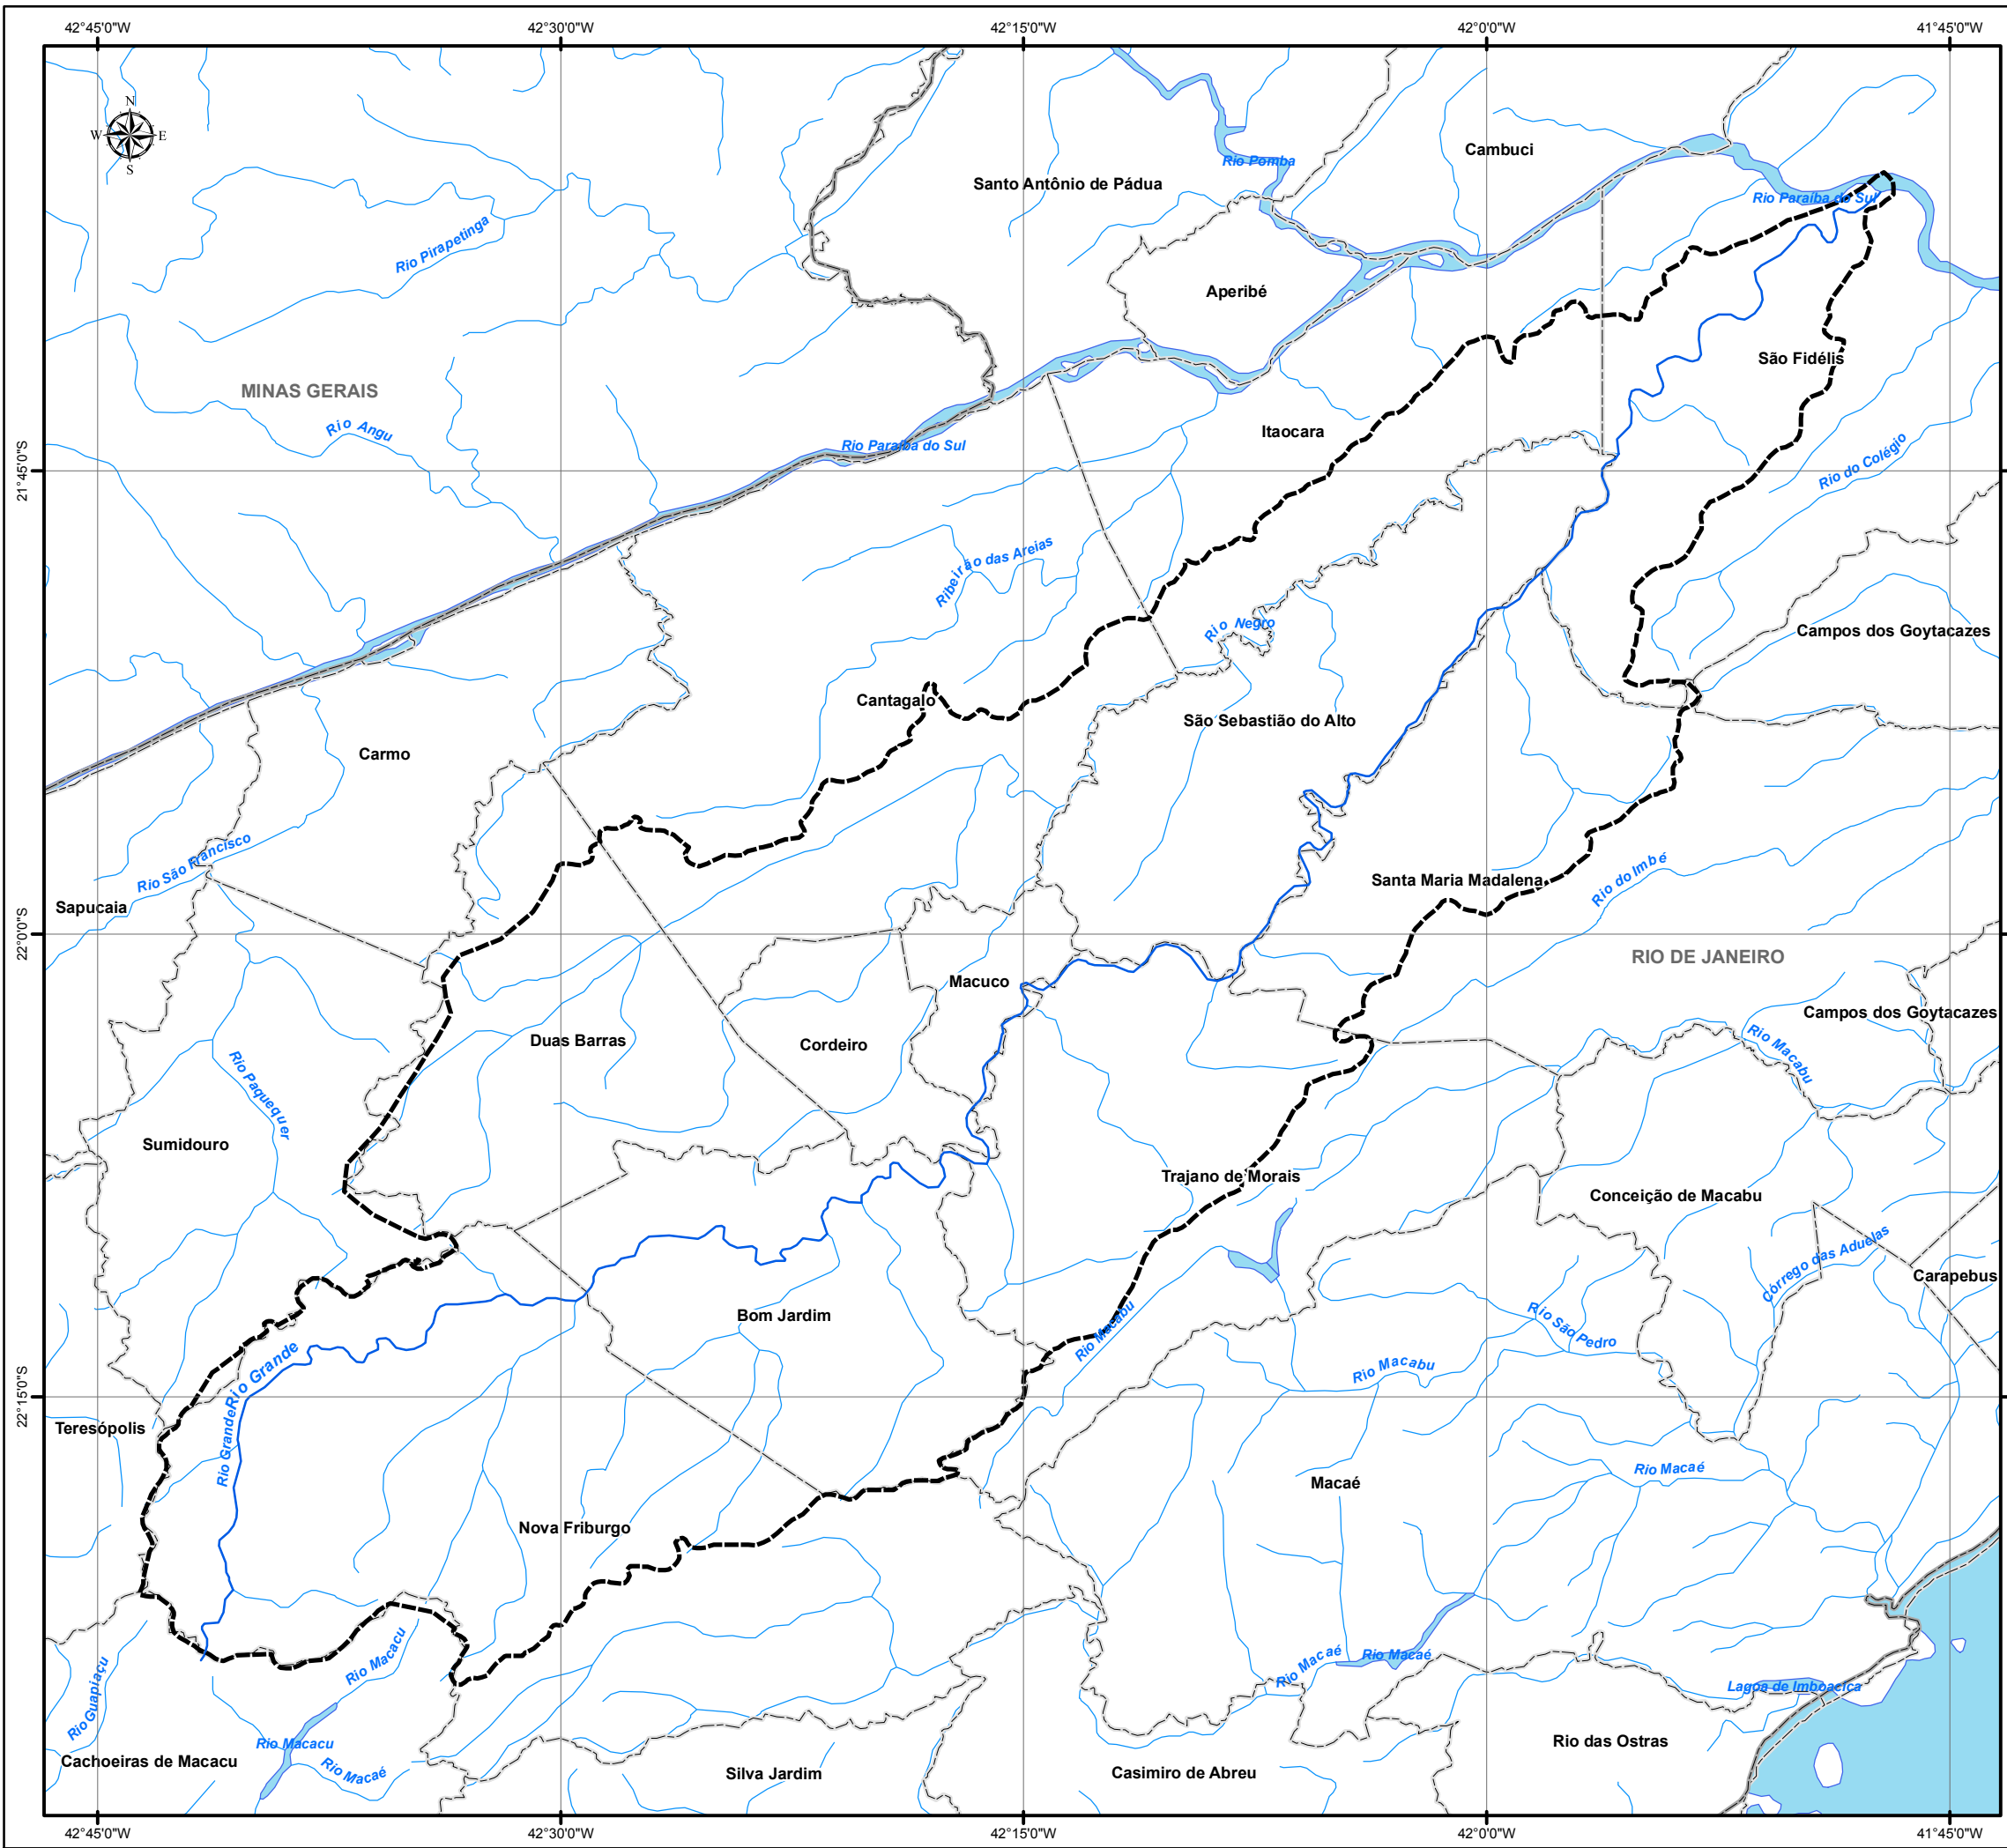 42°45'0"W
42°30'0"W
42°15'0"W
42°0'0"W
41°45'0"W
N
W
E
S
Cambuci
Rio Pomba
Santo Antônio de Pádua
Rio Paraíba do Sul
Rio Pirapetinga
Aperibé
São Fidélis
MINAS GERAIS
Rio Angu
Itaocara
Rio Paraíba do Sul
21°45'0"S
Rio do Colégio
Ribeirão das Areias
Rio Negro
Campos dos Goytacazes
Cantagalo
São Sebastião do Alto
Carmo
Rio São Francisco
Rio do Imbé
Santa Maria Madalena
Sapucaia
22°0'0"S
RIO DE JANEIRO
Macuco
Campos dos Goytacazes
Duas Barras
Cordeiro
Rio Macabu
Rio Paquequer
Sumidouro
Trajano de Morais
Conceição de Macabu
Córrego das Aduelas
Carapebus
Bom Jardim
Rio Macabu
Rio São Pedro
Rio Grande
Rio Macabu
22°15'0"S
Rio Grande
Teresópolis
Rio Macaé
Macaé
Nova Friburgo
Rio Macacu
Rio Macaé
Rio Macaé
Rio Guapiaçu
Lagoa de Imboacica
Rio Macacu
Rio das Ostras
Cachoeiras de Macacu
Rio Macaé
Silva Jardim
Casimiro de Abreu
42°45'0"W
42°30'0"W
42°15'0"W
42°0'0"W
41°45'0"W